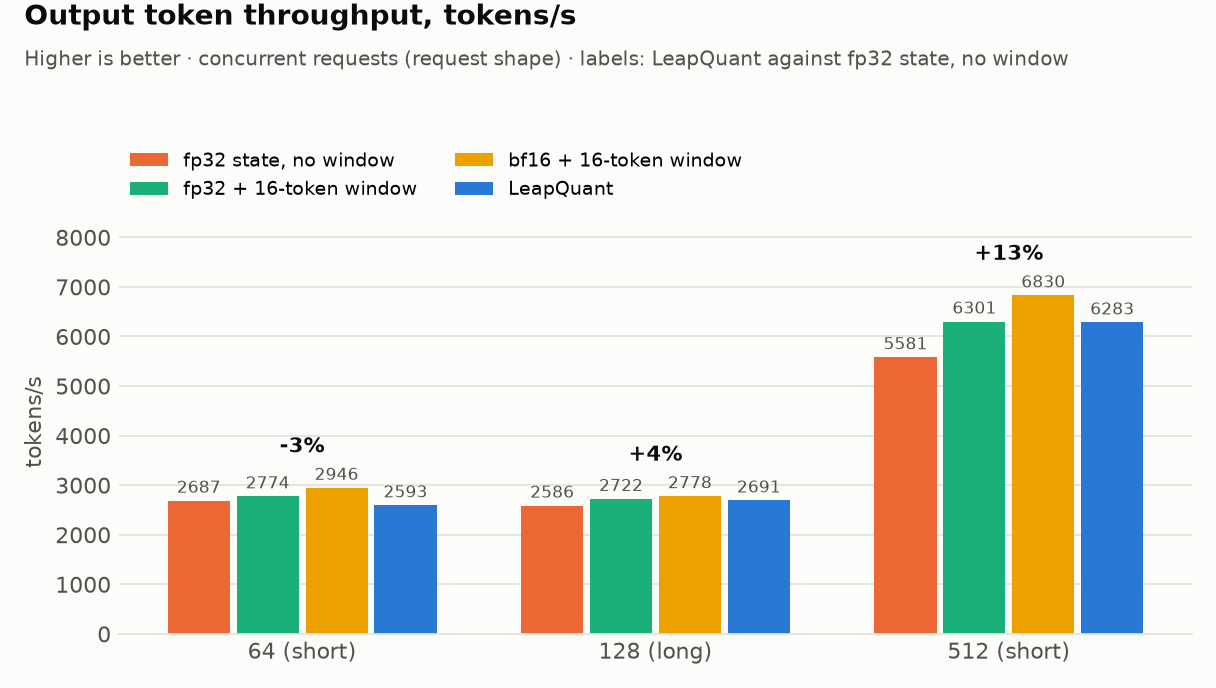 Output token throughput, tokens/s
Higher is better · concurrent requests (request shape) · labels: LeapQuant against fp32 state, no window
fp32 state, no window
fp32 + 16-token window
bf16 + 16-token window
LeapQuant
tokens/s
8000
7000
6000
5000
4000
3000
2000
1000
0
-3%
2687
2774
2946
2593
+4%
2586
2722
2778
2691
+13%
5581
6301
6830
6283
64 (short)
128 (long)
512 (short)